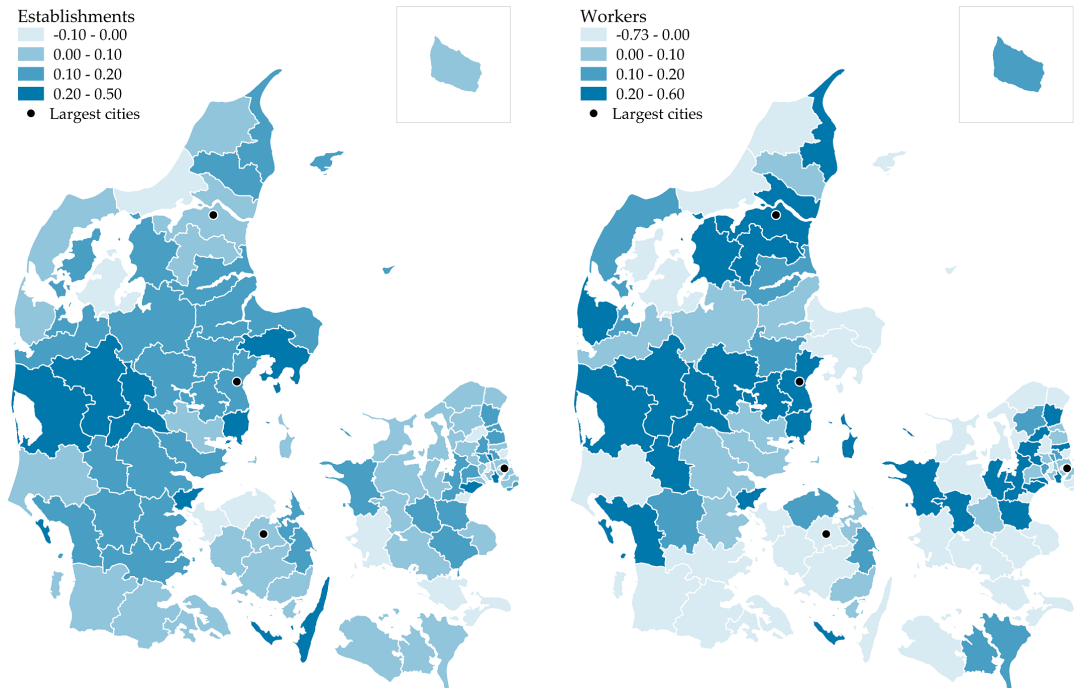 Establishments
-0.10 - 0.00
0.00 - 0.10
0.10 - 0.20
0.20 - 0.50
Largest cities
Workers
-0.73 - 0.00
0.00 - 0.10
0.10 - 0.20
0.20 - 0.60
Largest cities